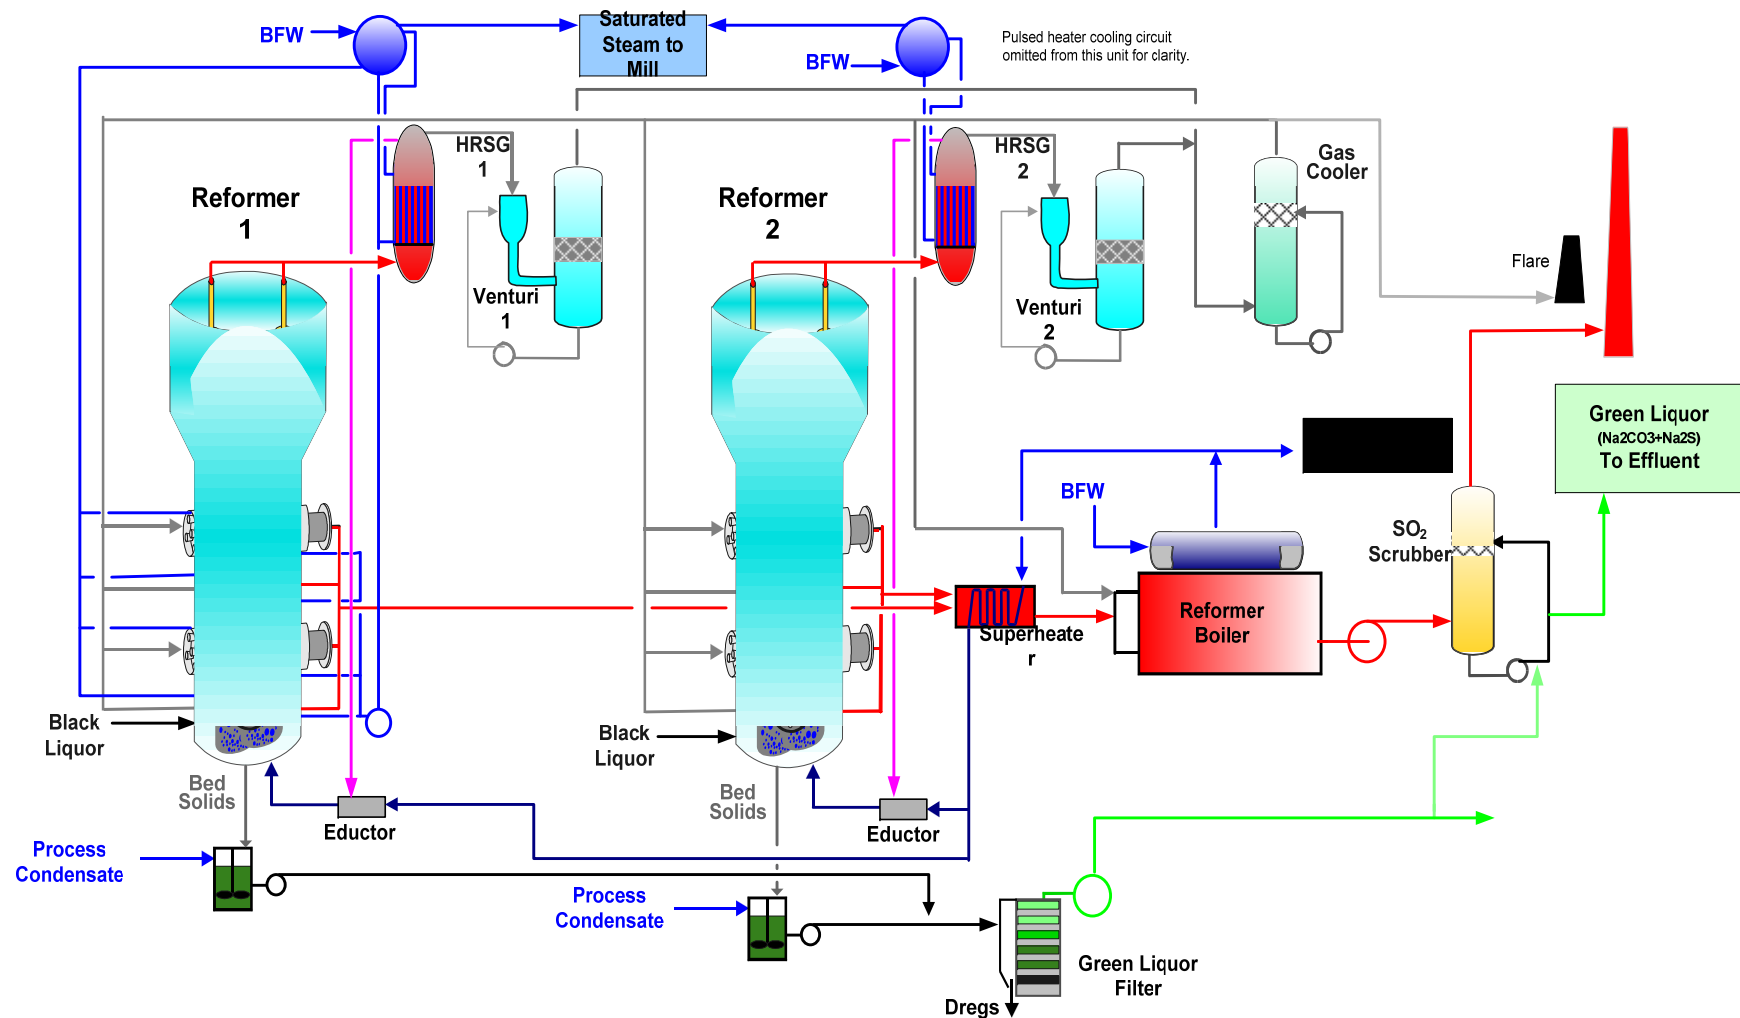 Saturated
Steam to
Mill
BFW
BFW
Pulsed heater cooling circuit
omitted from this unit for clarity.
HRSG
1
HRSG
2
Gas
Cooler
Reformer
1
Reformer
2
Venturi
1
Venturi
2
Flare
Green Liquor
(Na2CO3+Na2S)
To Effluent
BFW
SO2
Scrubber
Reformer
Boiler
Superheate
r
Black
Liquor
Black
Liquor
Bed
Solids
Bed
Solids
Eductor
Eductor
Process
Condensate
Process
Condensate
Green Liquor
Filter
Dregs